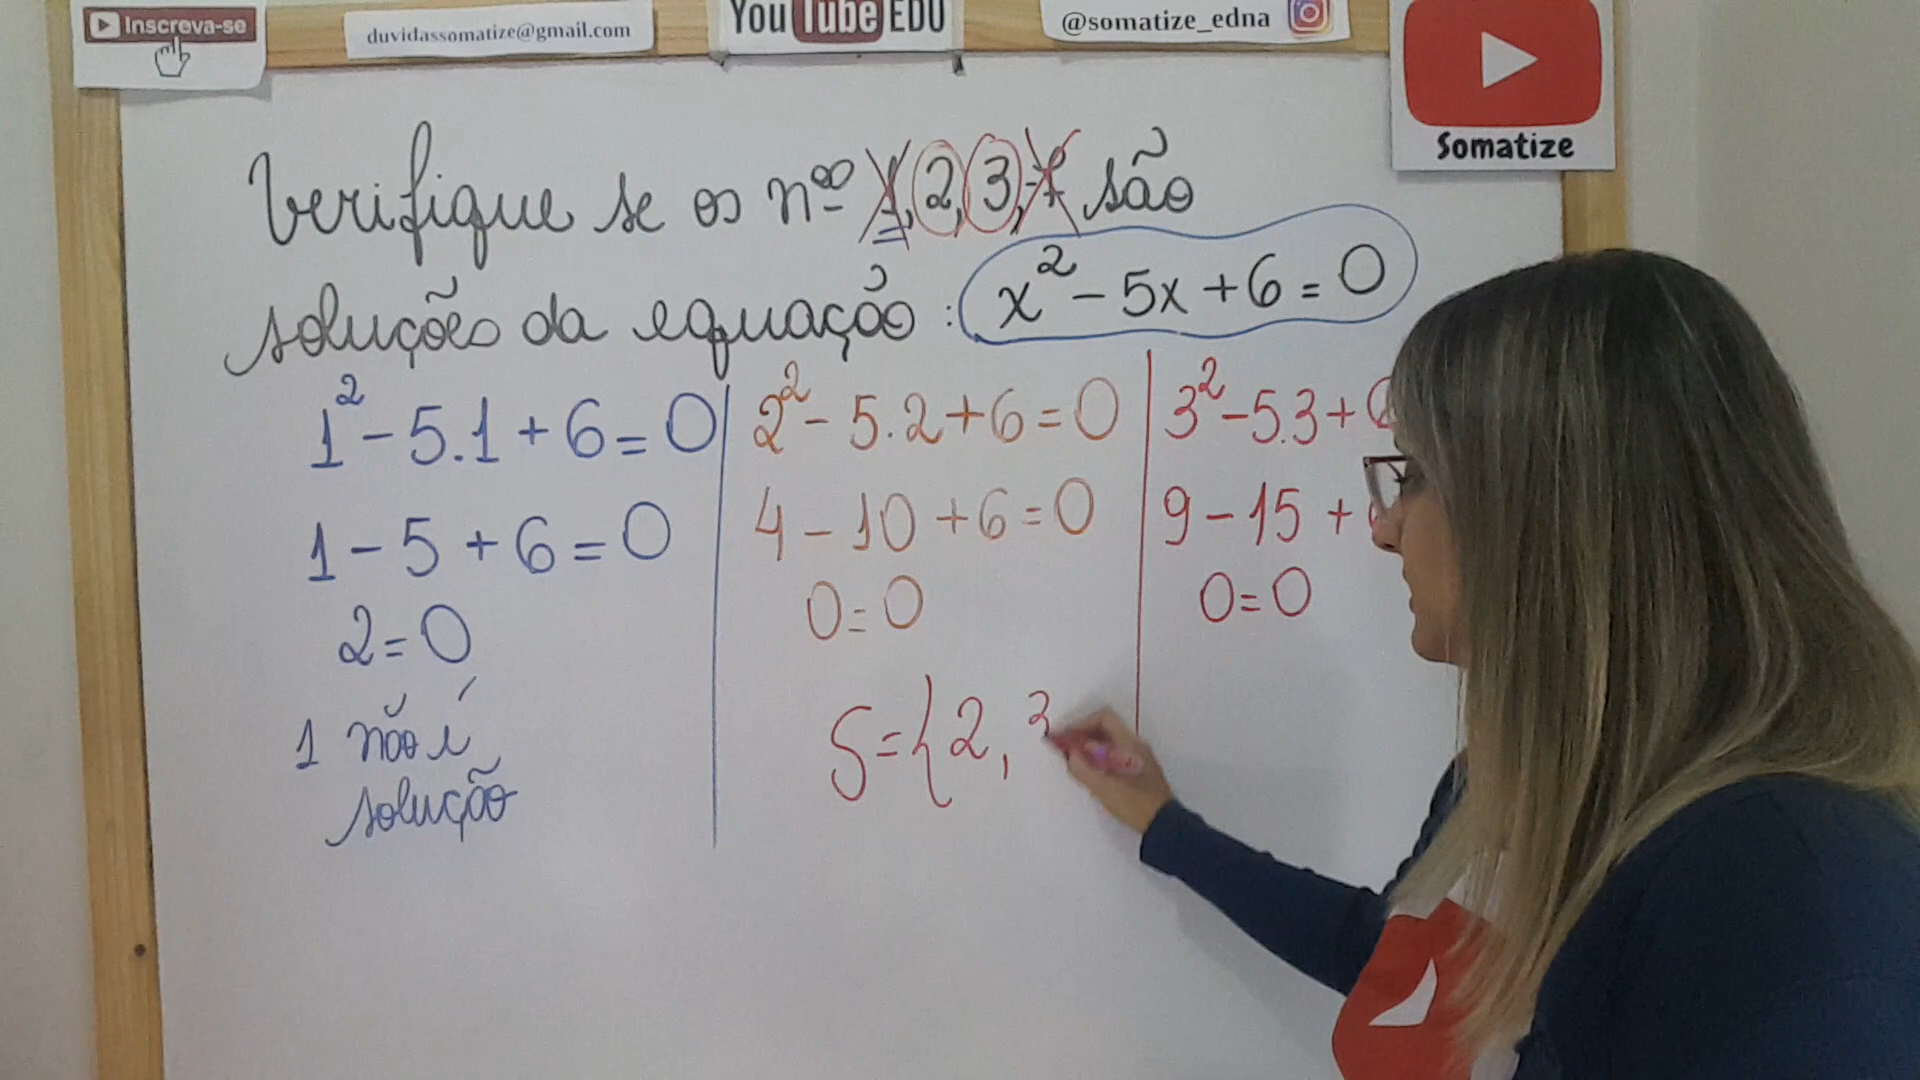 Inscreva-se
duvidassomatize@gmail.com
YouTube EDU
@somatize_edna
Somatize
Verifique se os nºs 1, 2, 3, são
soluções da equação: x² - 5x + 6 = 0
1² - 5.1 + 6 = 0
1 - 5 + 6 = 0
2 = 0
1 não é
solução
2² - 5.2 + 6 = 0
4 - 10 + 6 = 0
0 = 0
3² - 5.3 +
9 - 15 +
0 = 0
S = {2, 3